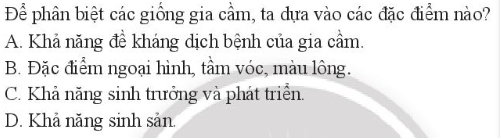 Để phân biệt các giống gia cầm, ta dựa vào các đặc điểm nào?
A. Khả năng đề kháng dịch bệnh của gia cầm.
B. Đặc điểm ngoại hình, tầm vóc, màu lông.
C. Khả năng sinh trưởng và phát triển.
D. Khả năng sinh sản.